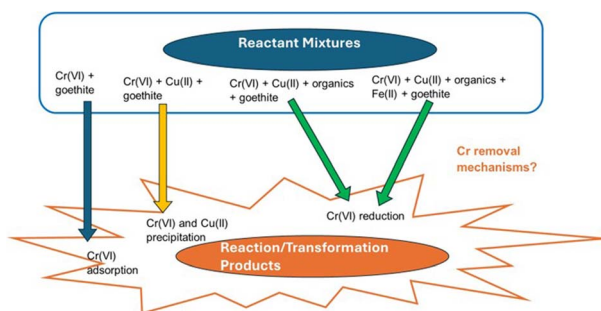 Reactant Mixtures
Cr(VI) +
goethite
Cr(VI) + Cu(II) +
goethite
Cr(VI) + Cu(II) + organics
+ goethite
Cr(VI) + Cu(II) + organics +
Fe(II) + goethite
Cr removal
mechanisms?
Cr(VI) and Cu(II)
precipitation
Cr(VI) reduction
Cr(VI)
adsorption
Reaction/Transformation
Products